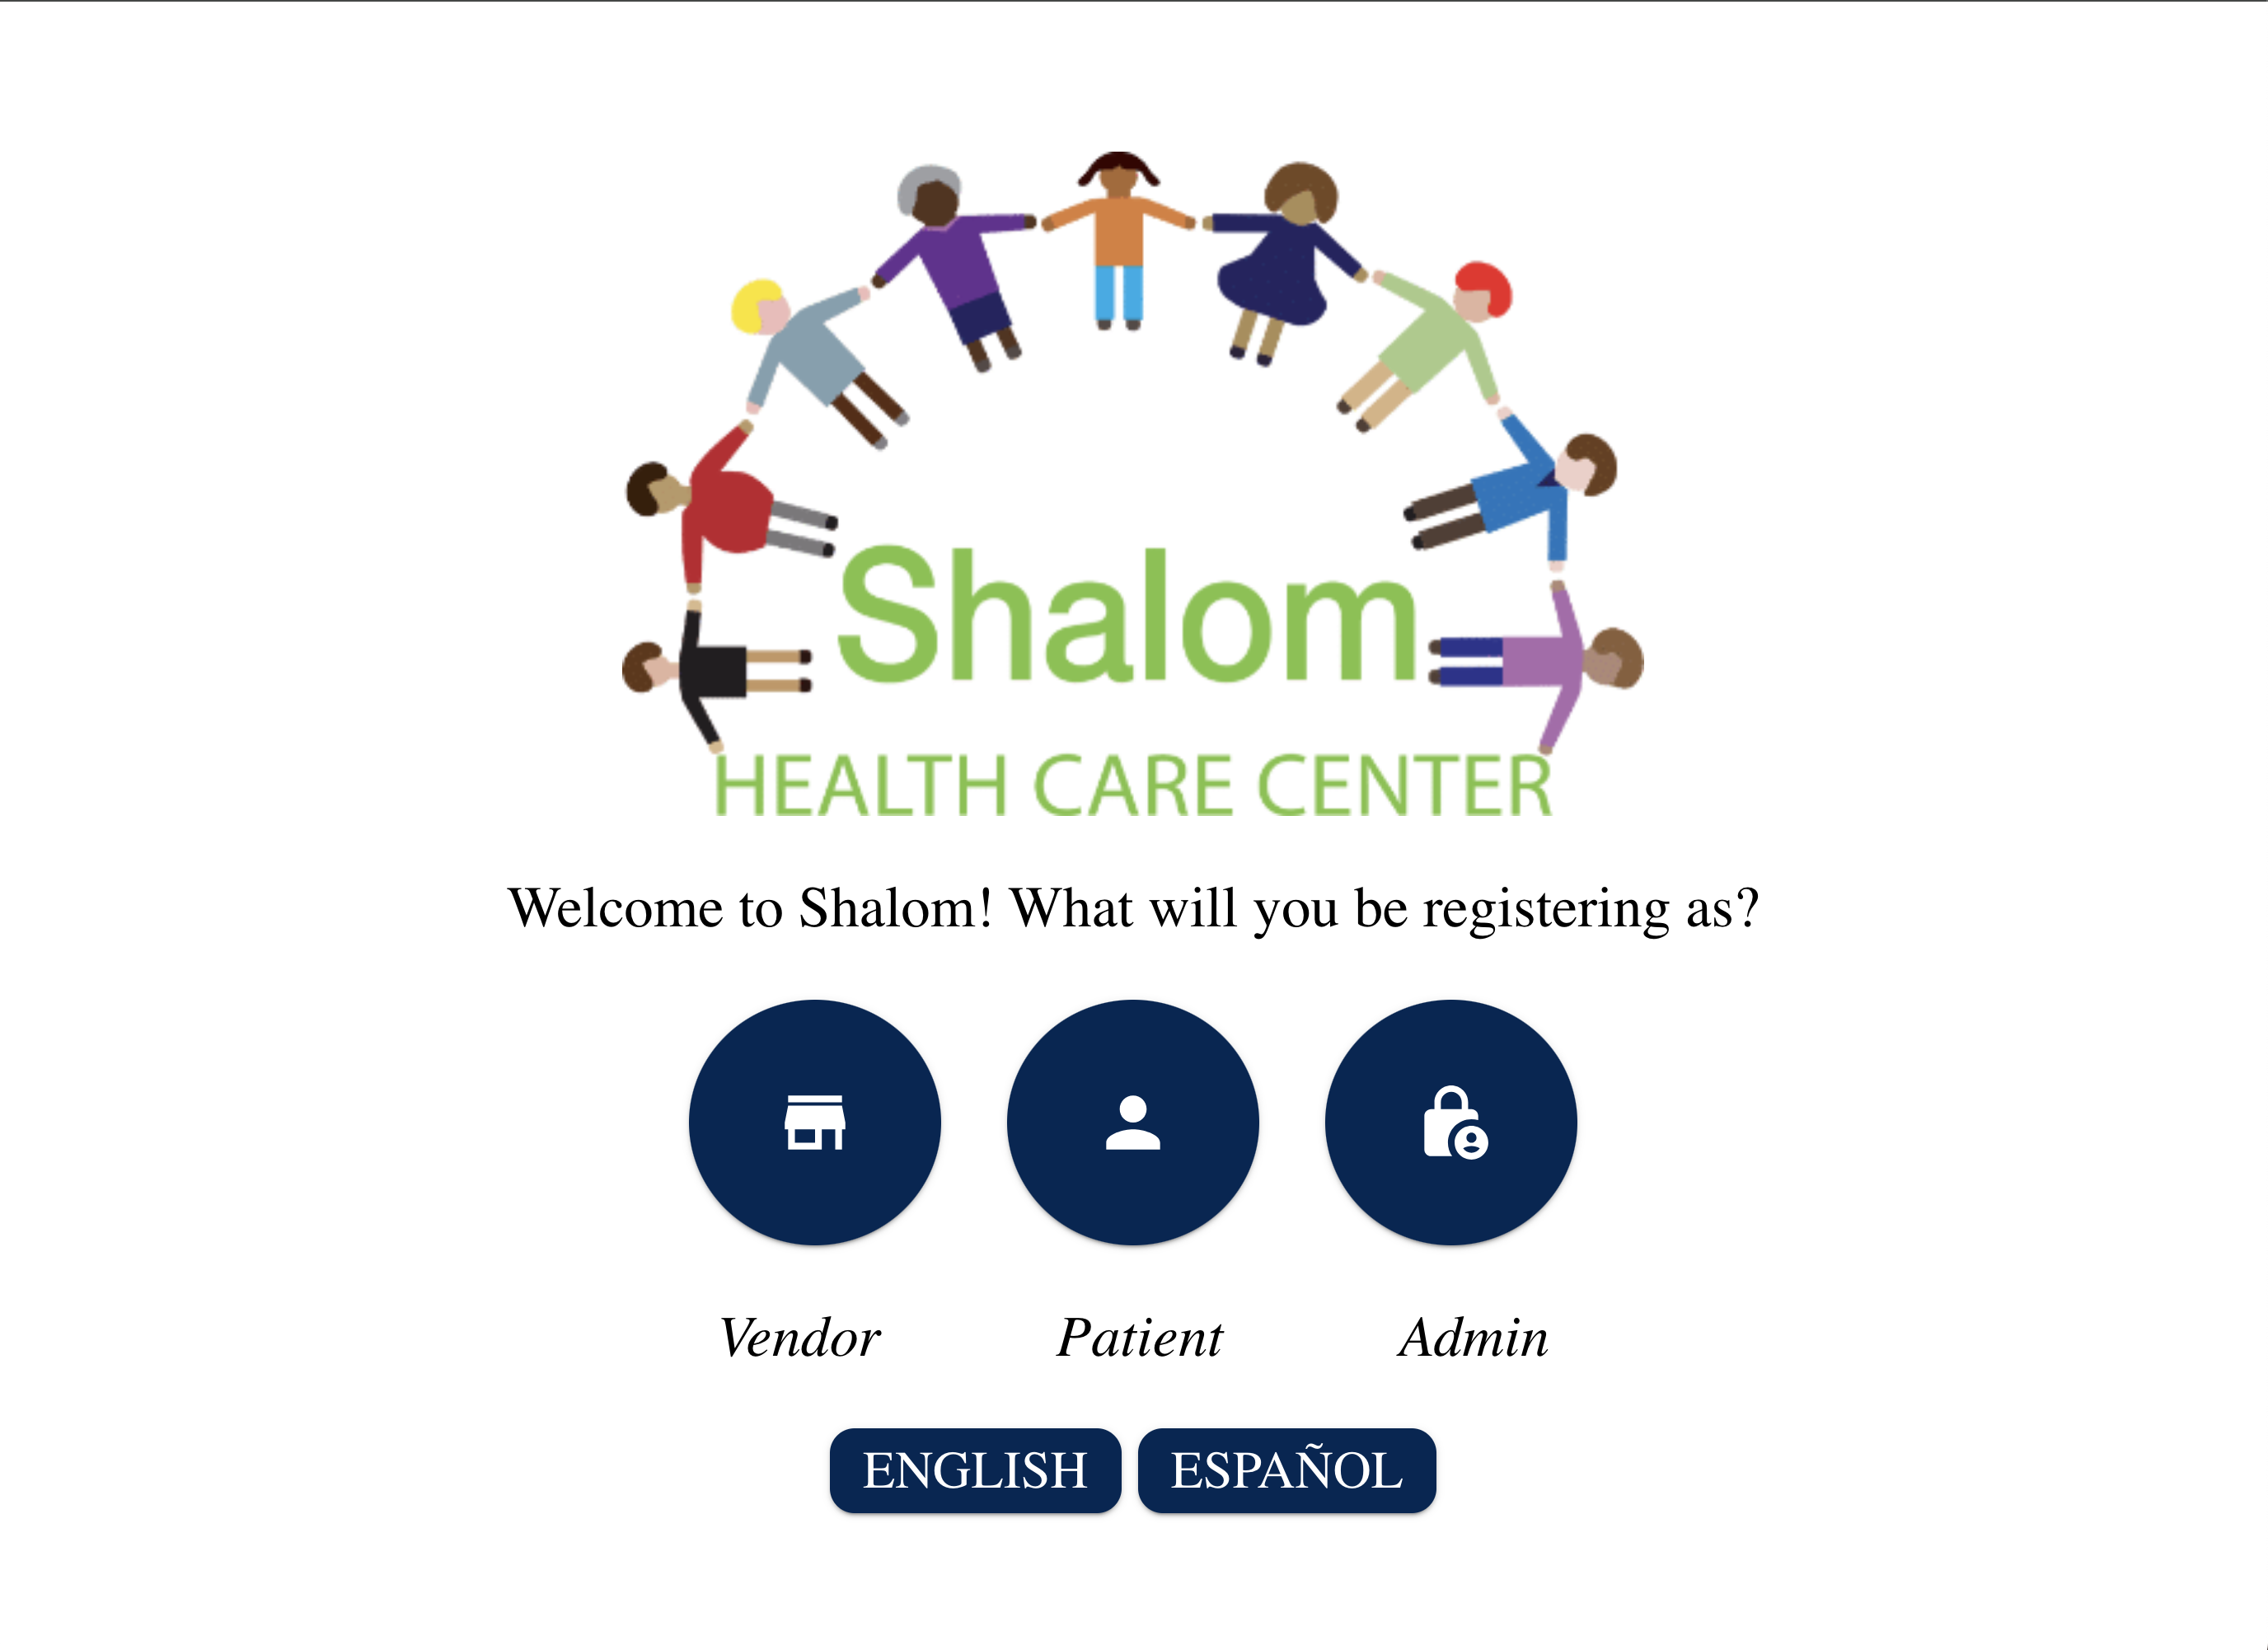 Shalom
HEALTH CARE CENTER
Welcome to Shalom! What will you be registering as?
Vendor Patient Admin
ENGLISH ESPAÑOL